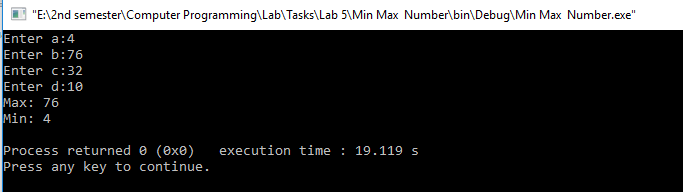 "E:\2nd semester\Computer Programming\Lab\Tasks\Lab 5\Min Max  Number\bin\Debug\Min Max  Number.exe"
Enter a:4
Enter b:76
Enter c:32
Enter d:10
Max: 76
Min: 4
Process returned 0 (0x0)   execution time : 19.119 s
Press any key to continue.